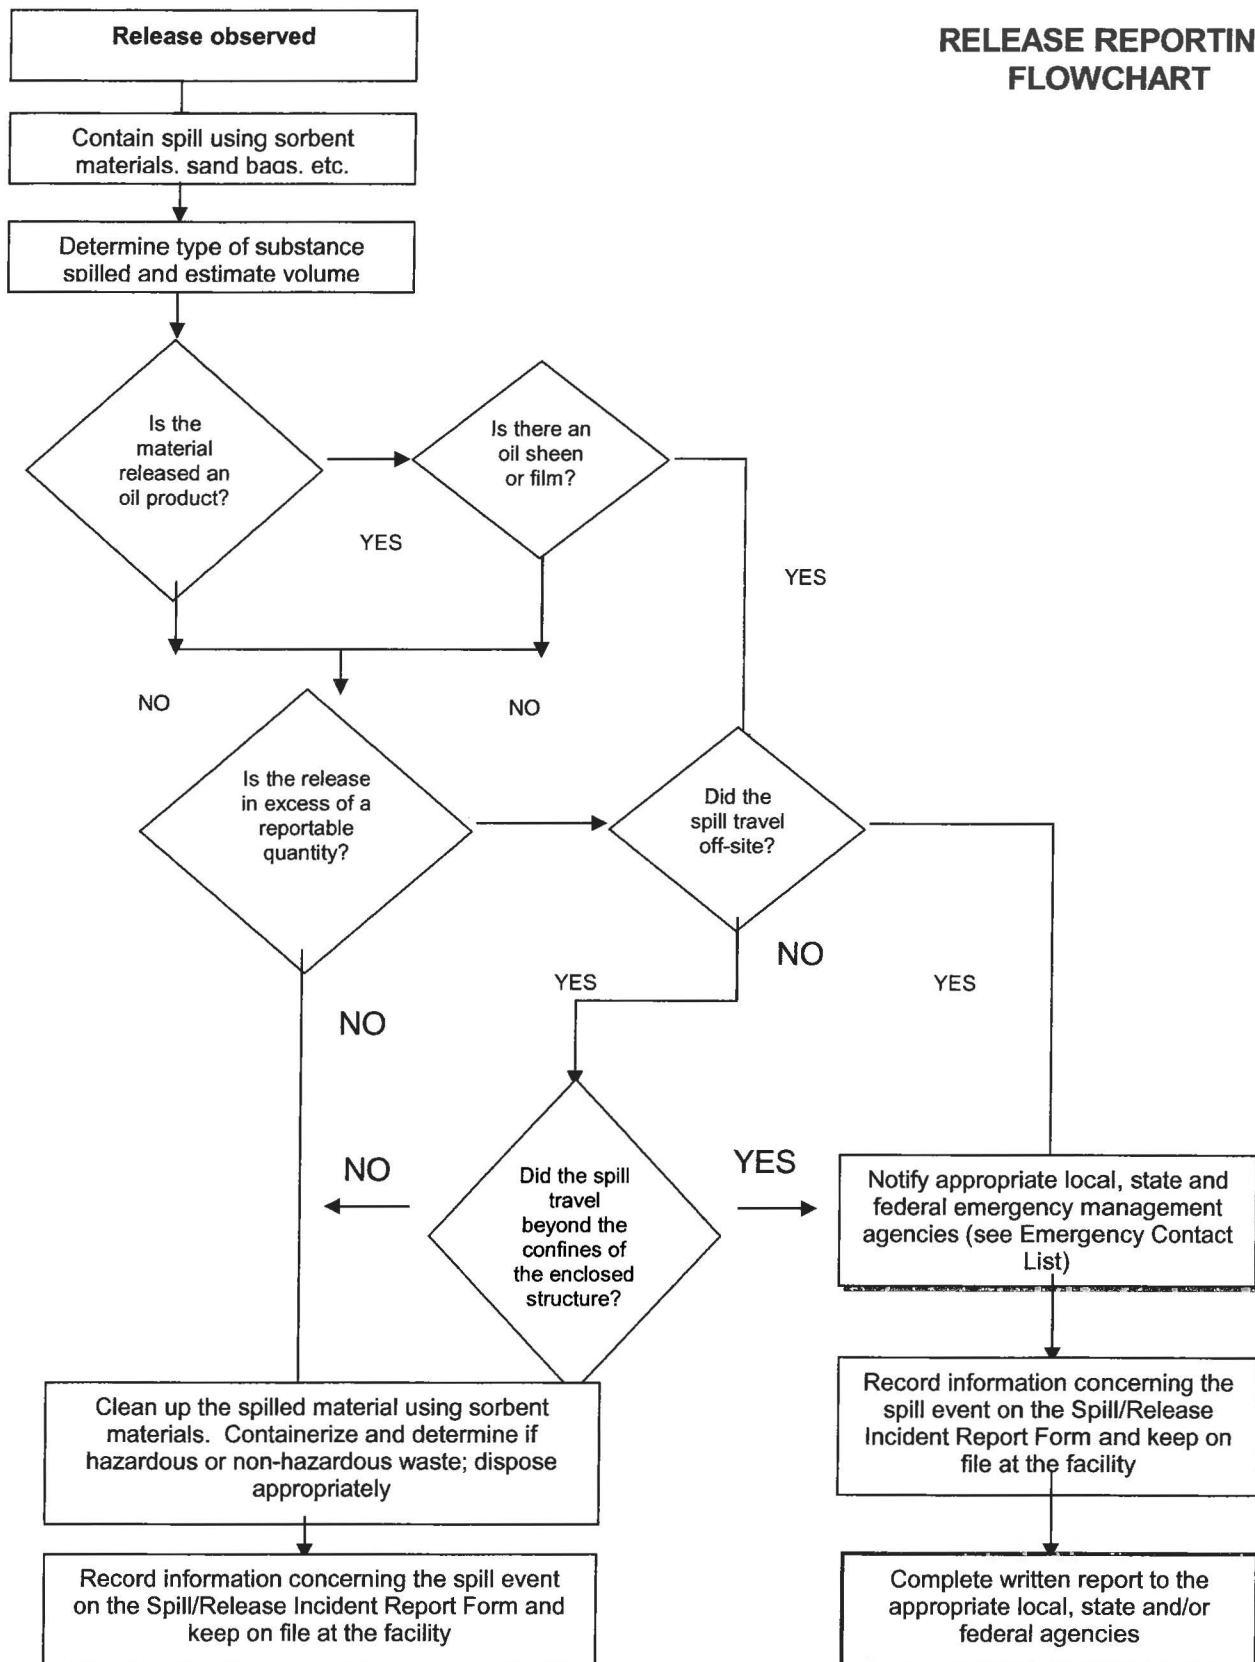 RELEASE REPORTIN
FLOWCHART
Release observed
Contain spill using sorbent
materials, sand bags, etc.
Determine type of substance
spilled and estimate volume
Is the
material
released an
oil product?
Is there an
oil sheen
or film?
YES
YES
NO
NO
Is the release
in excess of a
reportable
quantity?
Did the
spill travel
off-site?
NO
YES
YES
NO
NO
YES
Did the spill
travel
beyond the
confines of
the enclosed
structure?
Notify appropriate local, state and
federal emergency management
agencies (see Emergency Contact
List)
Clean up the spilled material using sorbent
materials. Containerize and determine if
hazardous or non-hazardous waste; dispose
appropriately
Record information concerning the
spill event on the Spill/Release
Incident Report Form and keep on
file at the facility
Record information concerning the spill event
on the Spill/Release Incident Report Form and
keep on file at the facility
Complete written report to the
appropriate local, state and/or
federal agencies